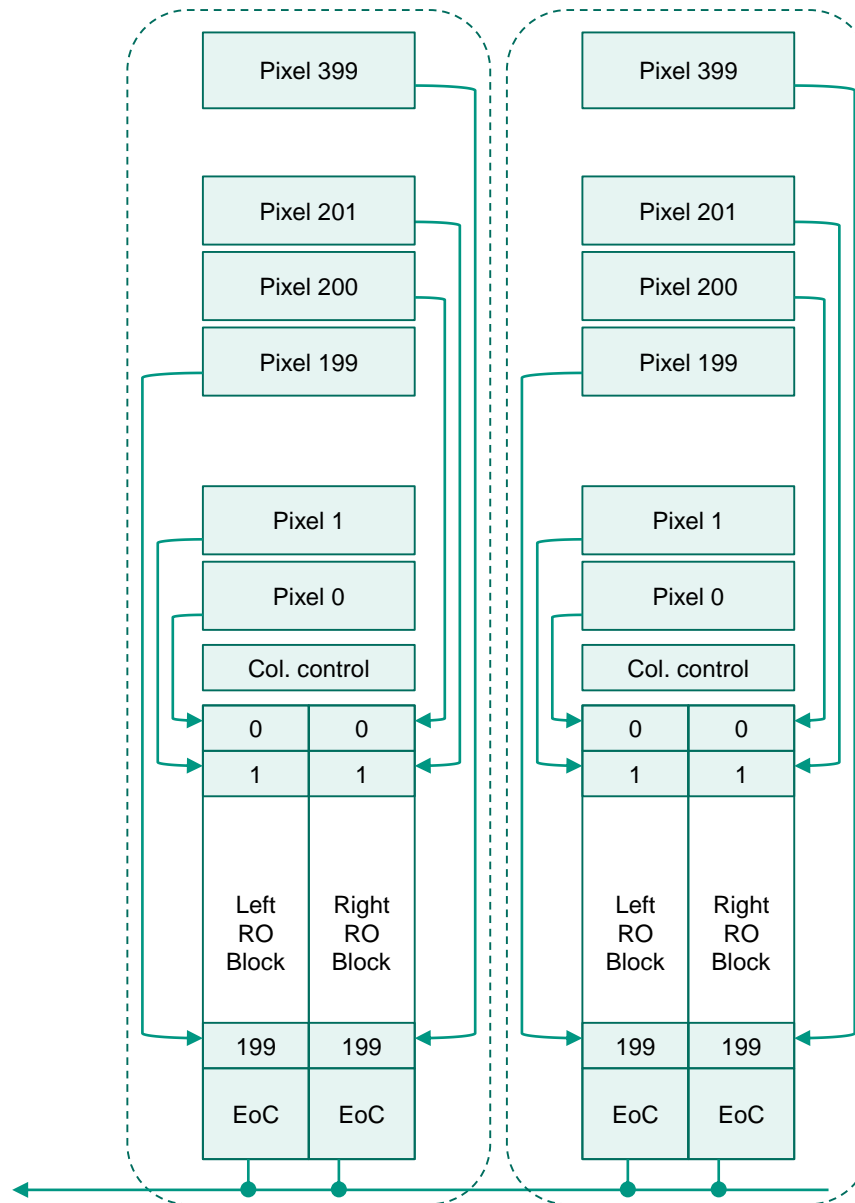 Pixel 399
Pixel 399
Pixel 201
Pixel 201
Pixel 200
Pixel 200
Pixel 199
Pixel 199
Pixel 1
Pixel 1
Pixel 0
Pixel 0
Col. control
Col. control
0 0 0 0
1 1 1 1
Left Right Left Right
RO RO RO RO
Block Block Block Block
199 199 199 199
EoC EoC EoC EoC